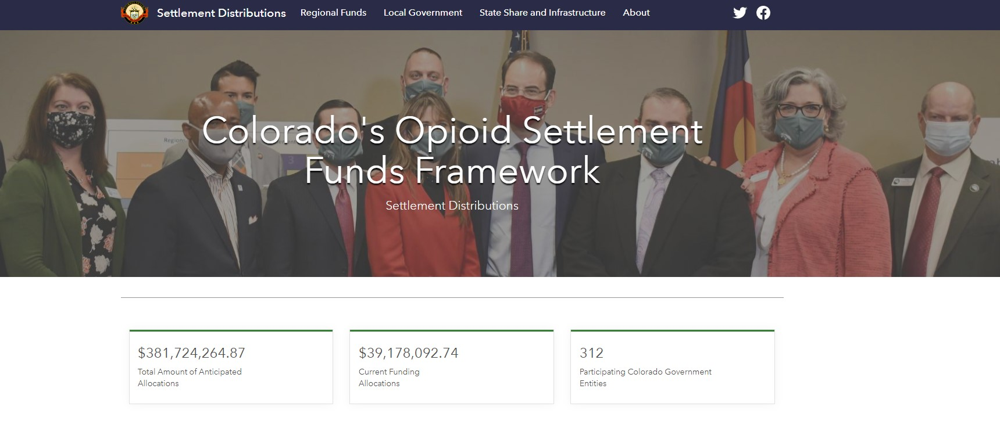 Settlement Distributions
Regional Funds
Local Government
State Share and Infrastructure
About
Region
3
Colorado's Opioid Settlement
Funds Framework
Settlement Distributions
$381,724,264.87
Total Amount of Anticipated
Allocations
$39,178,092.74
Current Funding
Allocations
312
Participating Colorado Government
Entities